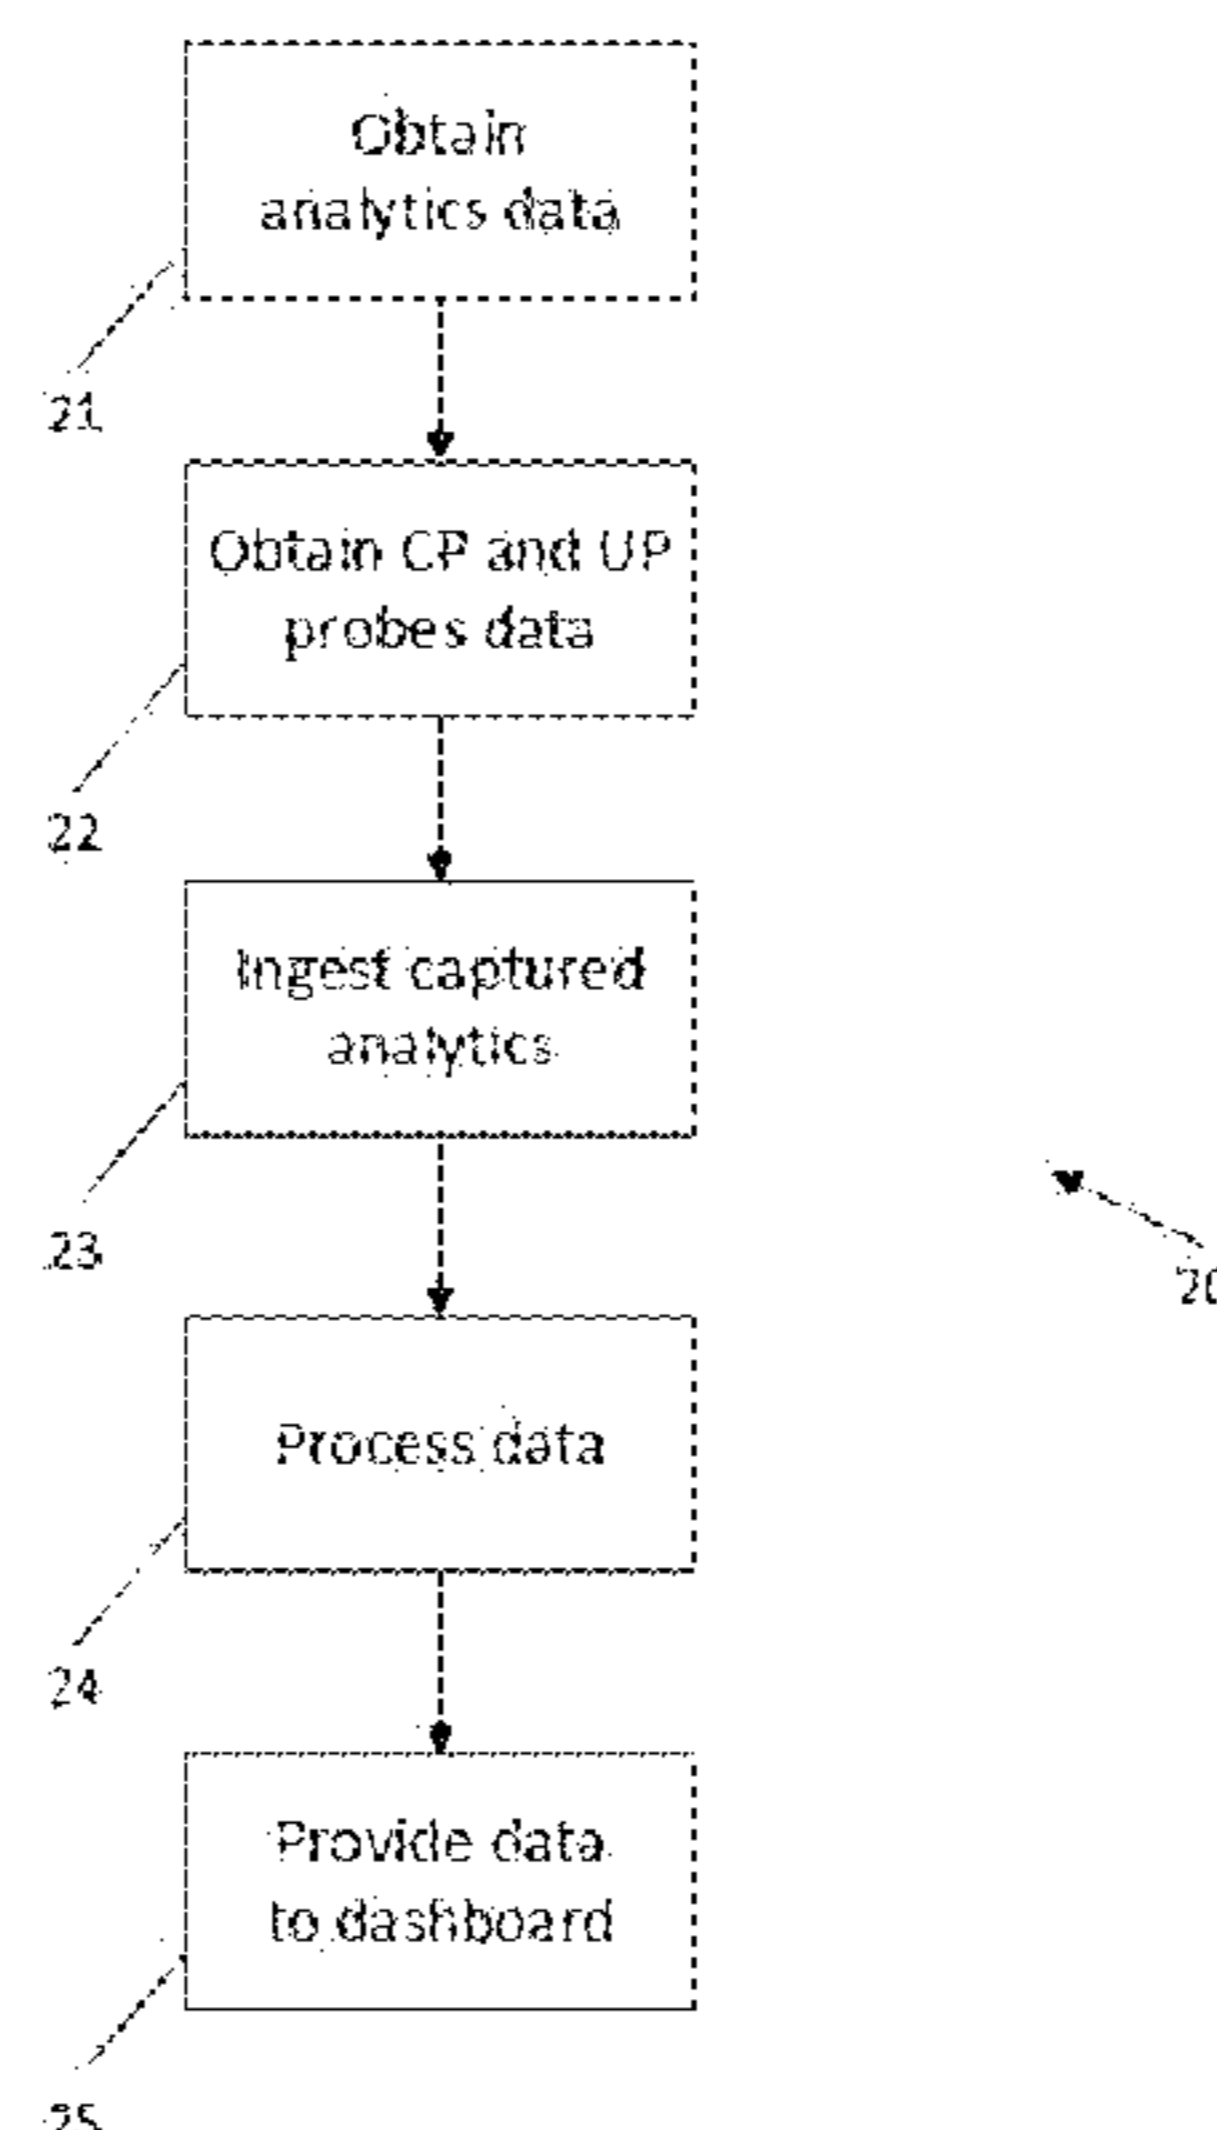 Obtain
analytics data
21
Obtain CP and UP
probes data
22
Ingest captured
analytics
23
20
Process data
24
Provide data
to dashboard
25